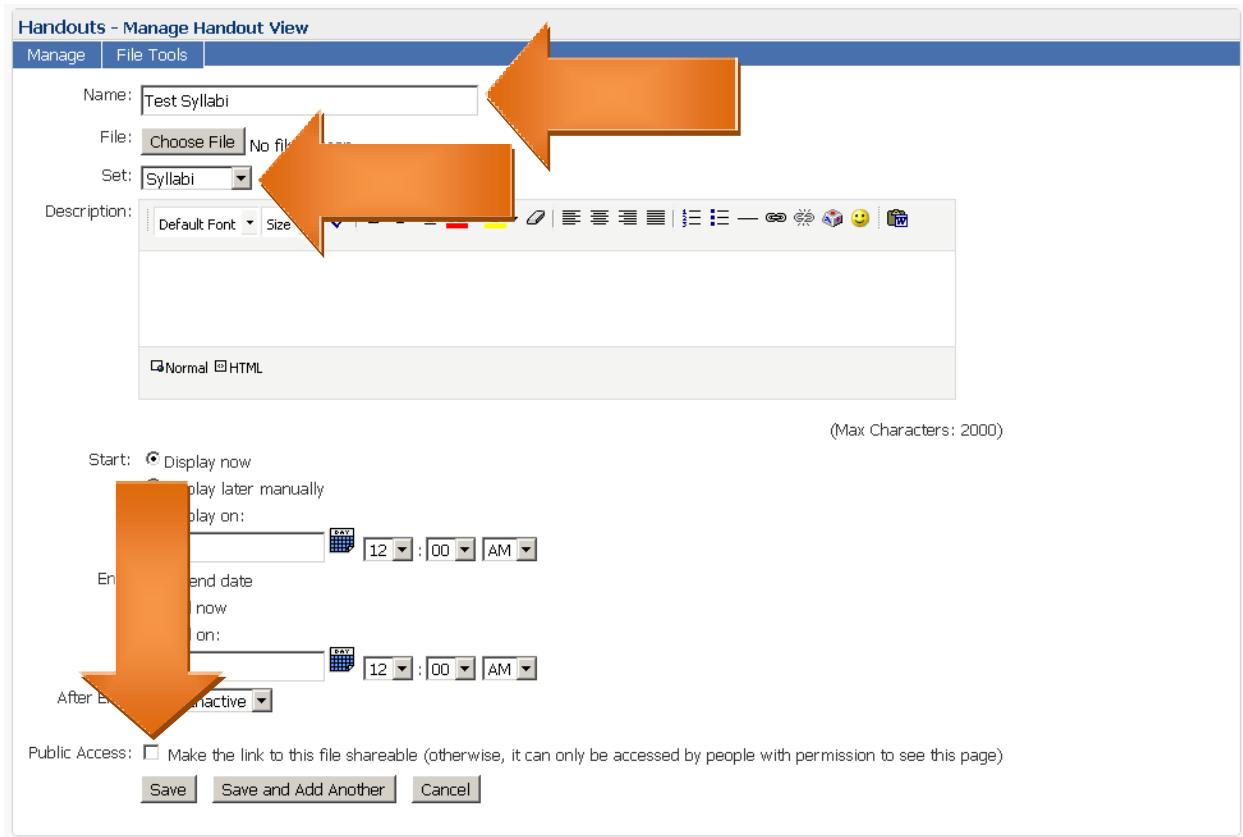 Handouts - Manage Handout View
Manage File Tools
Name: Test Syllabi
File: Choose File No
Set: Syllabi
Description: Default Font Size
Normal HTML
(Max Characters: 2000)
Start: Display now
later manually
on:
12 : 00 AM
end date
now
on:
12 : 00 AM
After
Public Access: Make the link to this file shareable (otherwise, it can only be accessed by people with permission to see this page)
Save Save and Add Another Cancel